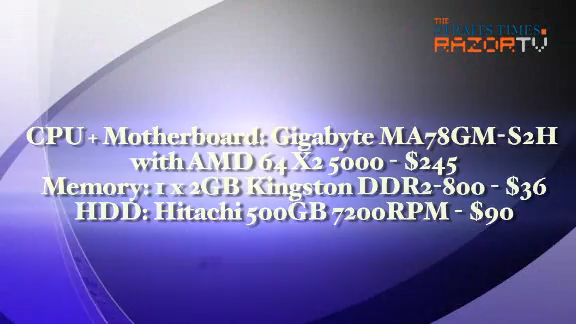 THE
STRAITS TIMES
RAZORTV
CPU + Motherboard: Gigabyte MA78GM-S2H
with AMD 64 X2 5000 - $245
Memory: 1 x 2GB Kingston DDR2-800 - $36
HDD: Hitachi 500GB 7200RPM - $90